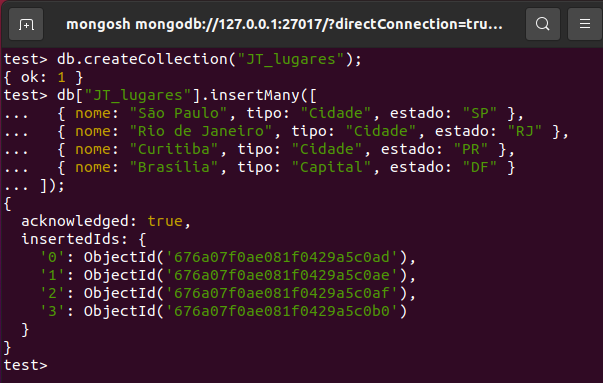 mongosh mongodb://127.0.0.1:27017/?directConnection=tru…
test> db.createCollection("JT_lugares");
{ ok: 1 }
test> db["JT_lugares"].insertMany([
...   { nome: "São Paulo", tipo: "Cidade", estado: "SP" },
...   { nome: "Rio de Janeiro", tipo: "Cidade", estado: "RJ" },
...   { nome: "Curitiba", tipo: "Cidade", estado: "PR" },
...   { nome: "Brasília", tipo: "Capital", estado: "DF" }
... ]);
{
  acknowledged: true,
  insertedIds: {
    '0': ObjectId('676a07f0ae081f0429a5c0ad'),
    '1': ObjectId('676a07f0ae081f0429a5c0ae'),
    '2': ObjectId('676a07f0ae081f0429a5c0af'),
    '3': ObjectId('676a07f0ae081f0429a5c0b0')
  }
}
test>